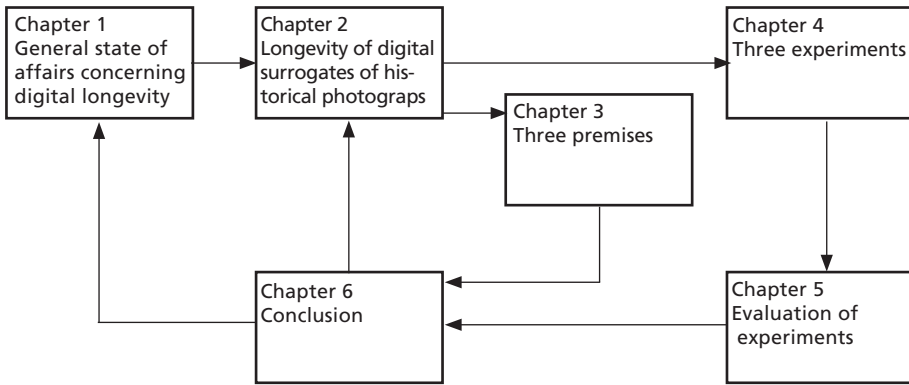 Chapter 1
General state of
affairs concerning
digital longevity
Chapter 2
Longevity of digital
surrogates of his-
torical photograps
Chapter 3
Three premises
Chapter 4
Three experiments
Chapter 5
Evaluation of
experiments
Chapter 6
Conclusion